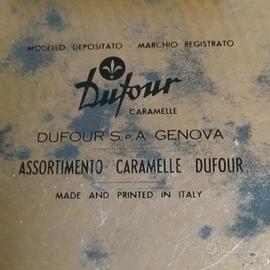 MODELLO DEPOSITATO - MARCHIO REGISTRATO
Dufour
CARAMELLE
DUFOUR S.p.A GENOVA
ASSORTIMENTO CARAMELLE DUFOUR
MADE AND PRINTED IN ITALY